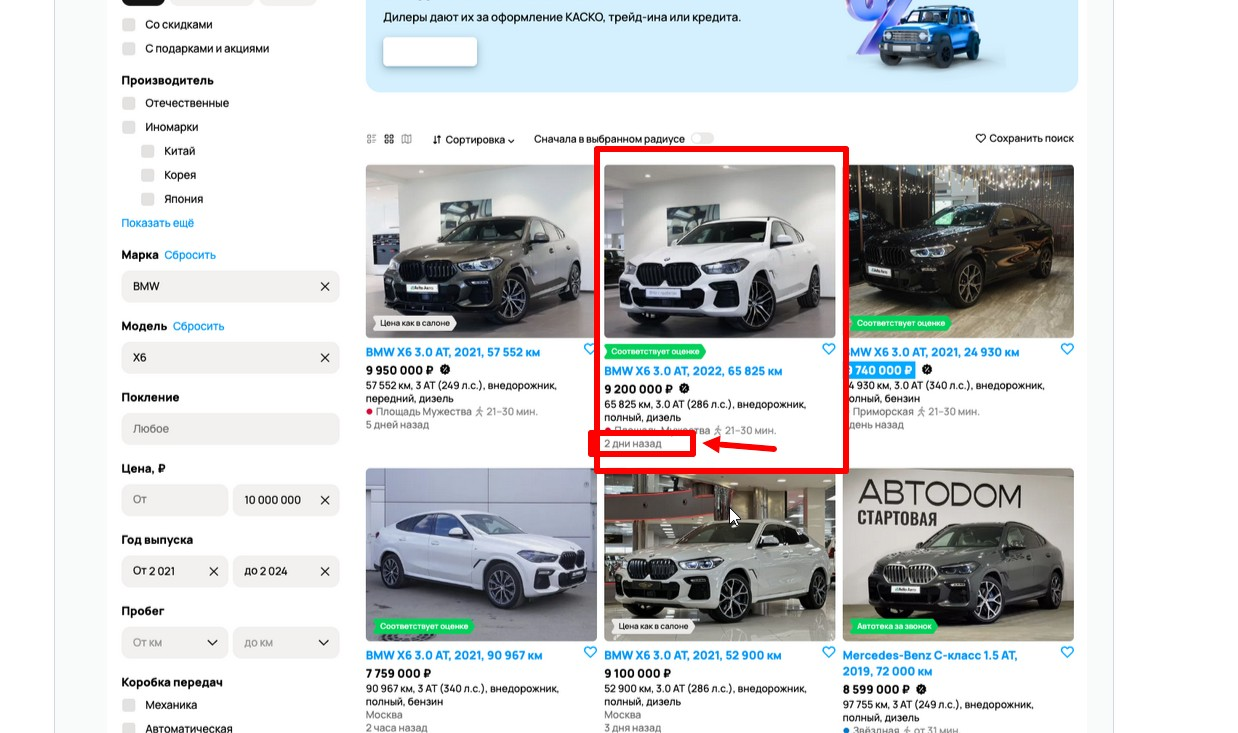 Дилеры дают их за оформление КАСКО, трейд-ина или кредита.
Со скидками
С подарками и акциями
Производитель
Отечественные
Иномарки
Китай
Корея
Япония
Показать ещё
Марка Сбросить
BMW
Модель Сбросить
X6
Покление
Любое
Цена, ₽
От
10 000 000
Год выпуска
От 2 021
до 2 024
Пробег
От км
до км
Коробка передач
Механика
Автоматическая
Сортировка
Сначала в выбранном радиусе
Сохранить поиск
Цена как в салоне
BMW X6 3.0 AT, 2021, 57 552 км
9 950 000 ₽
57 552 км, 3 AT (249 л.с.), внедорожник,
передний, дизель
Площадь Мужества 21–30 мин.
5 дней назад
Соответствует оценке
BMW X6 3.0 AT, 2022, 65 825 км
9 200 000 ₽
65 825 км, 3.0 AT (286 л.с.), внедорожник,
полный, дизель
Площадь Мужества 21–30 мин.
2 дни назад
Соответствует оценке
MW X6 3.0 AT, 2021, 24 930 км
740 000 ₽
4 930 км, 3.0 AT (340 л.с.), внедорожник,
олный, бензин
Приморская 21–30 мин.
день назад
Соответствует оценке
BMW X6 3.0 AT, 2021, 90 967 км
7 759 000 ₽
90 967 км, 3 AT (340 л.с.), внедорожник,
полный, бензин
Москва
2 часа назад
Цена как в салоне
BMW X6 3.0 AT, 2021, 52 900 км
9 100 000 ₽
52 900 км, 3.0 AT (286 л.с.), внедорожник,
полный, дизель
Москва
3 дня назад
АВТОDOM
СТАРТОВАЯ
Автотека за звонок
Mercedes-Benz C-класс 1.5 AT,
2019, 72 000 км
8 599 000 ₽
97 755 км, 3 AT (249 л.с.), внедорожник,
полный, дизель
Звёздная от 31 мин.